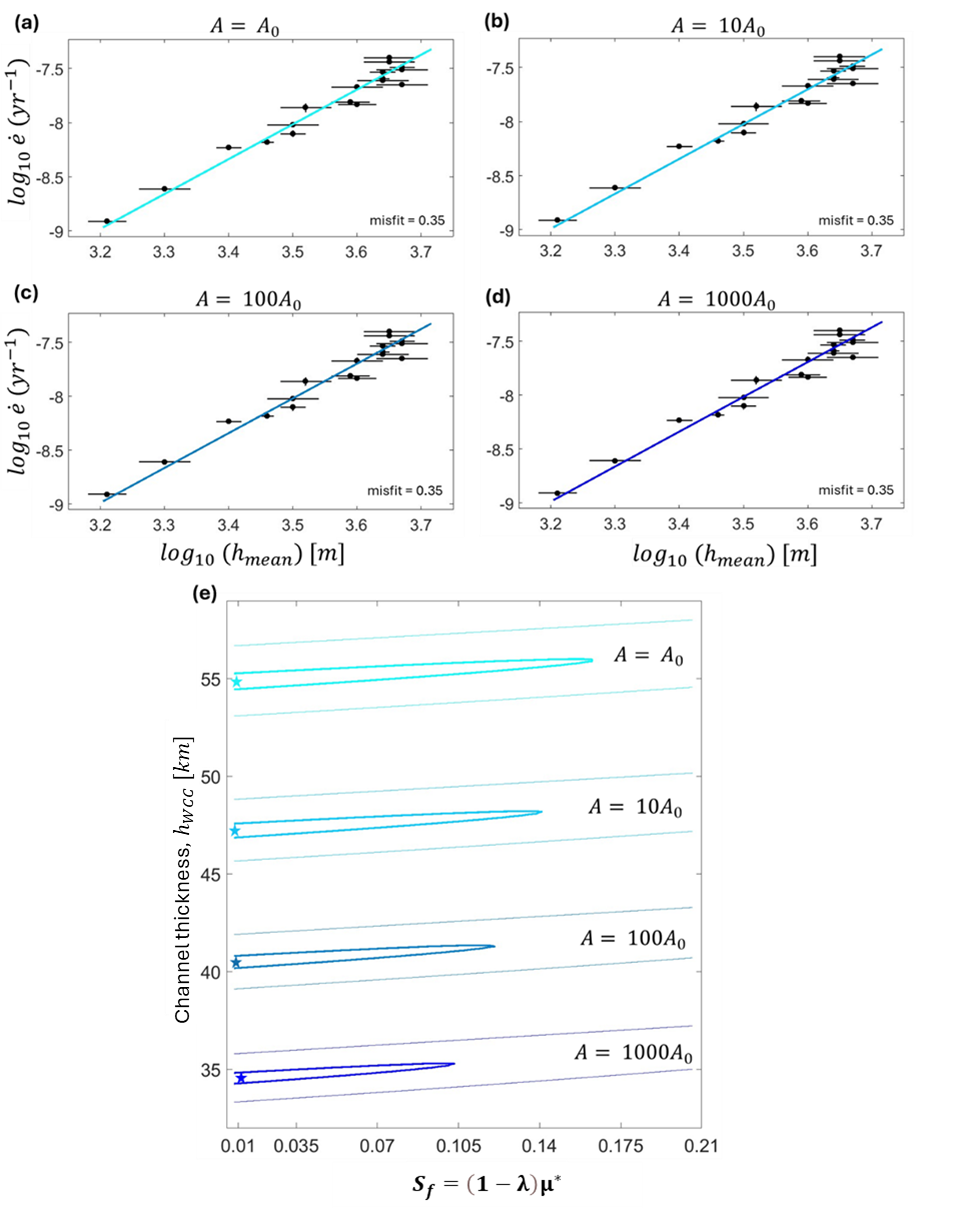 (a)
A = A₀
(b)
A = 10A₀
log₁₀ ė (yr⁻¹)
-7.5
-8
-8.5
-9
misfit = 0.35
3.2 3.3 3.4 3.5 3.6 3.7
-7.5
-8
-8.5
-9
misfit = 0.35
3.2 3.3 3.4 3.5 3.6 3.7
(c)
A = 100A₀
(d)
A = 1000A₀
log₁₀ ė (yr⁻¹)
-7.5
-8
-8.5
-9
misfit = 0.35
3.2 3.3 3.4 3.5 3.6 3.7
log₁₀ (hₘₑₐₙ) [m]
-7.5
-8
-8.5
-9
misfit = 0.35
3.2 3.3 3.4 3.5 3.6 3.7
log₁₀ (hₘₑₐₙ) [m]
(e)
Channel thickness, h_WCC [km]
55
50
45
40
35
A = A₀
A = 10A₀
A = 100A₀
A = 1000A₀
0.01 0.035 0.07 0.105 0.14 0.175 0.21
S_f = (1 − λ)μ*